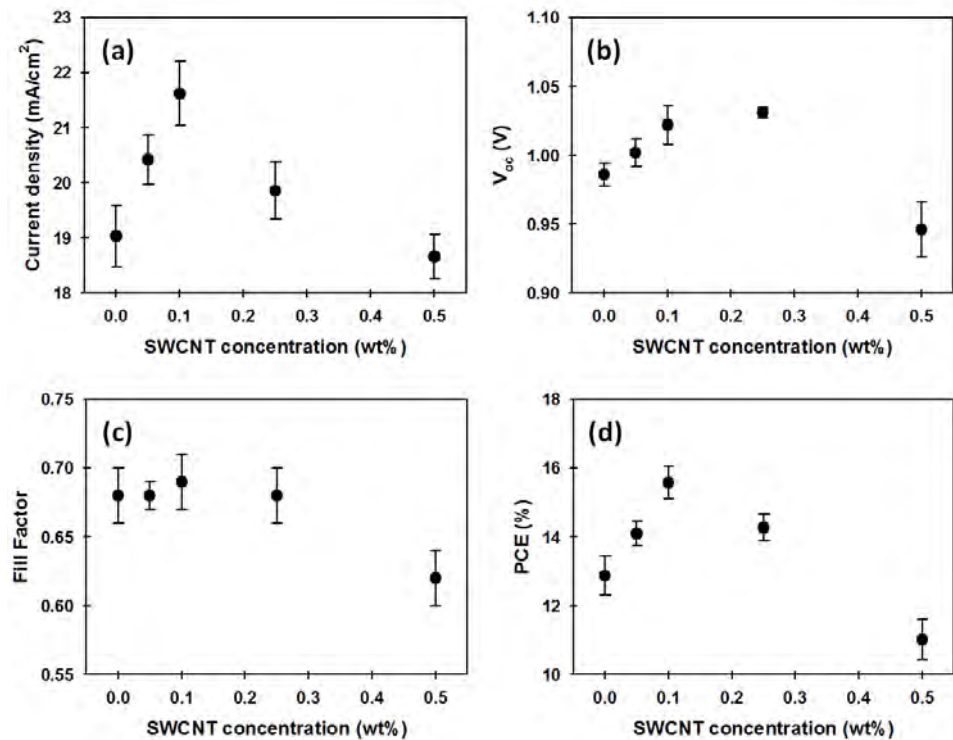 (a)
Current density (mA/cm²)
23
22
21
20
19
18
0.0 0.1 0.2 0.3 0.4 0.5
SWCNT concentration (wt%)
(b)
V_oc (V)
1.10
1.05
1.00
0.95
0.90
0.0 0.1 0.2 0.3 0.4 0.5
SWCNT concentration (wt%)
(c)
Fill Factor
0.75
0.70
0.65
0.60
0.55
0.0 0.1 0.2 0.3 0.4 0.5
SWCNT concentration (wt%)
(d)
PCE (%)
18
16
14
12
10
0.0 0.1 0.2 0.3 0.4 0.5
SWCNT concentration (wt%)